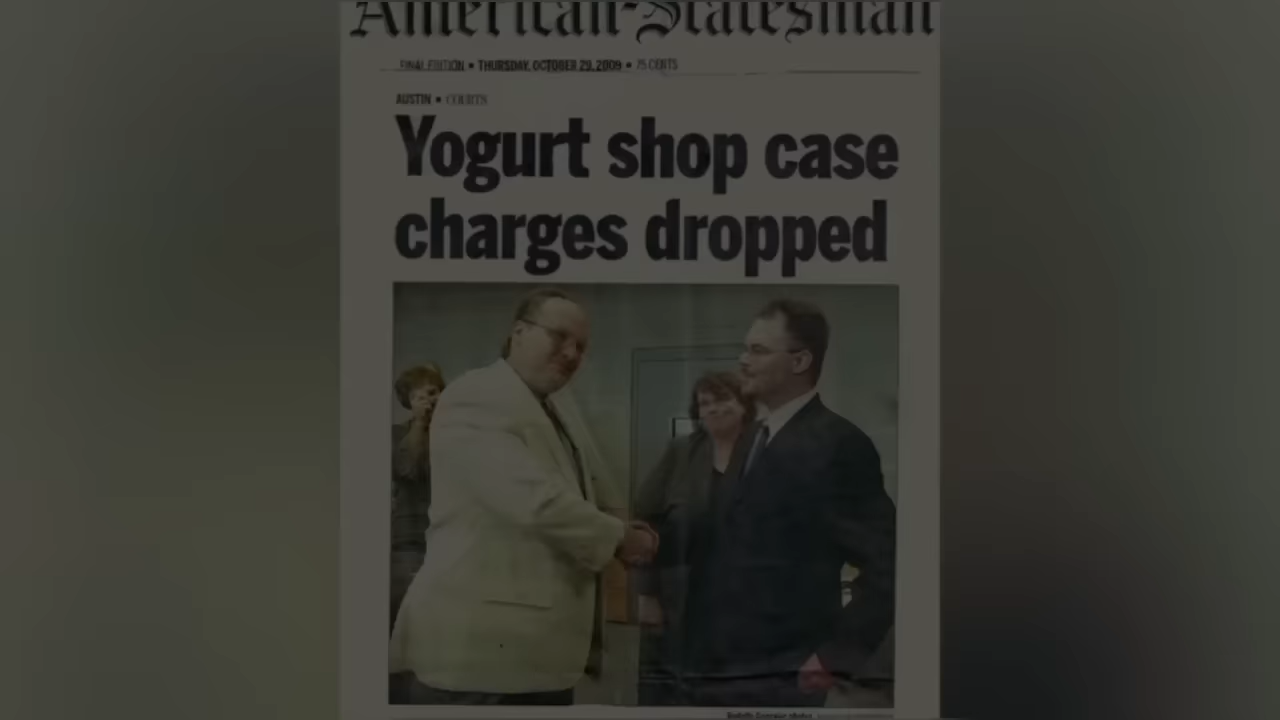 American-Statesman
FINAL EDITION • THURSDAY, OCTOBER 29, 2009 • 75 CENTS
AUSTIN • COURTS
Yogurt shop case
charges dropped